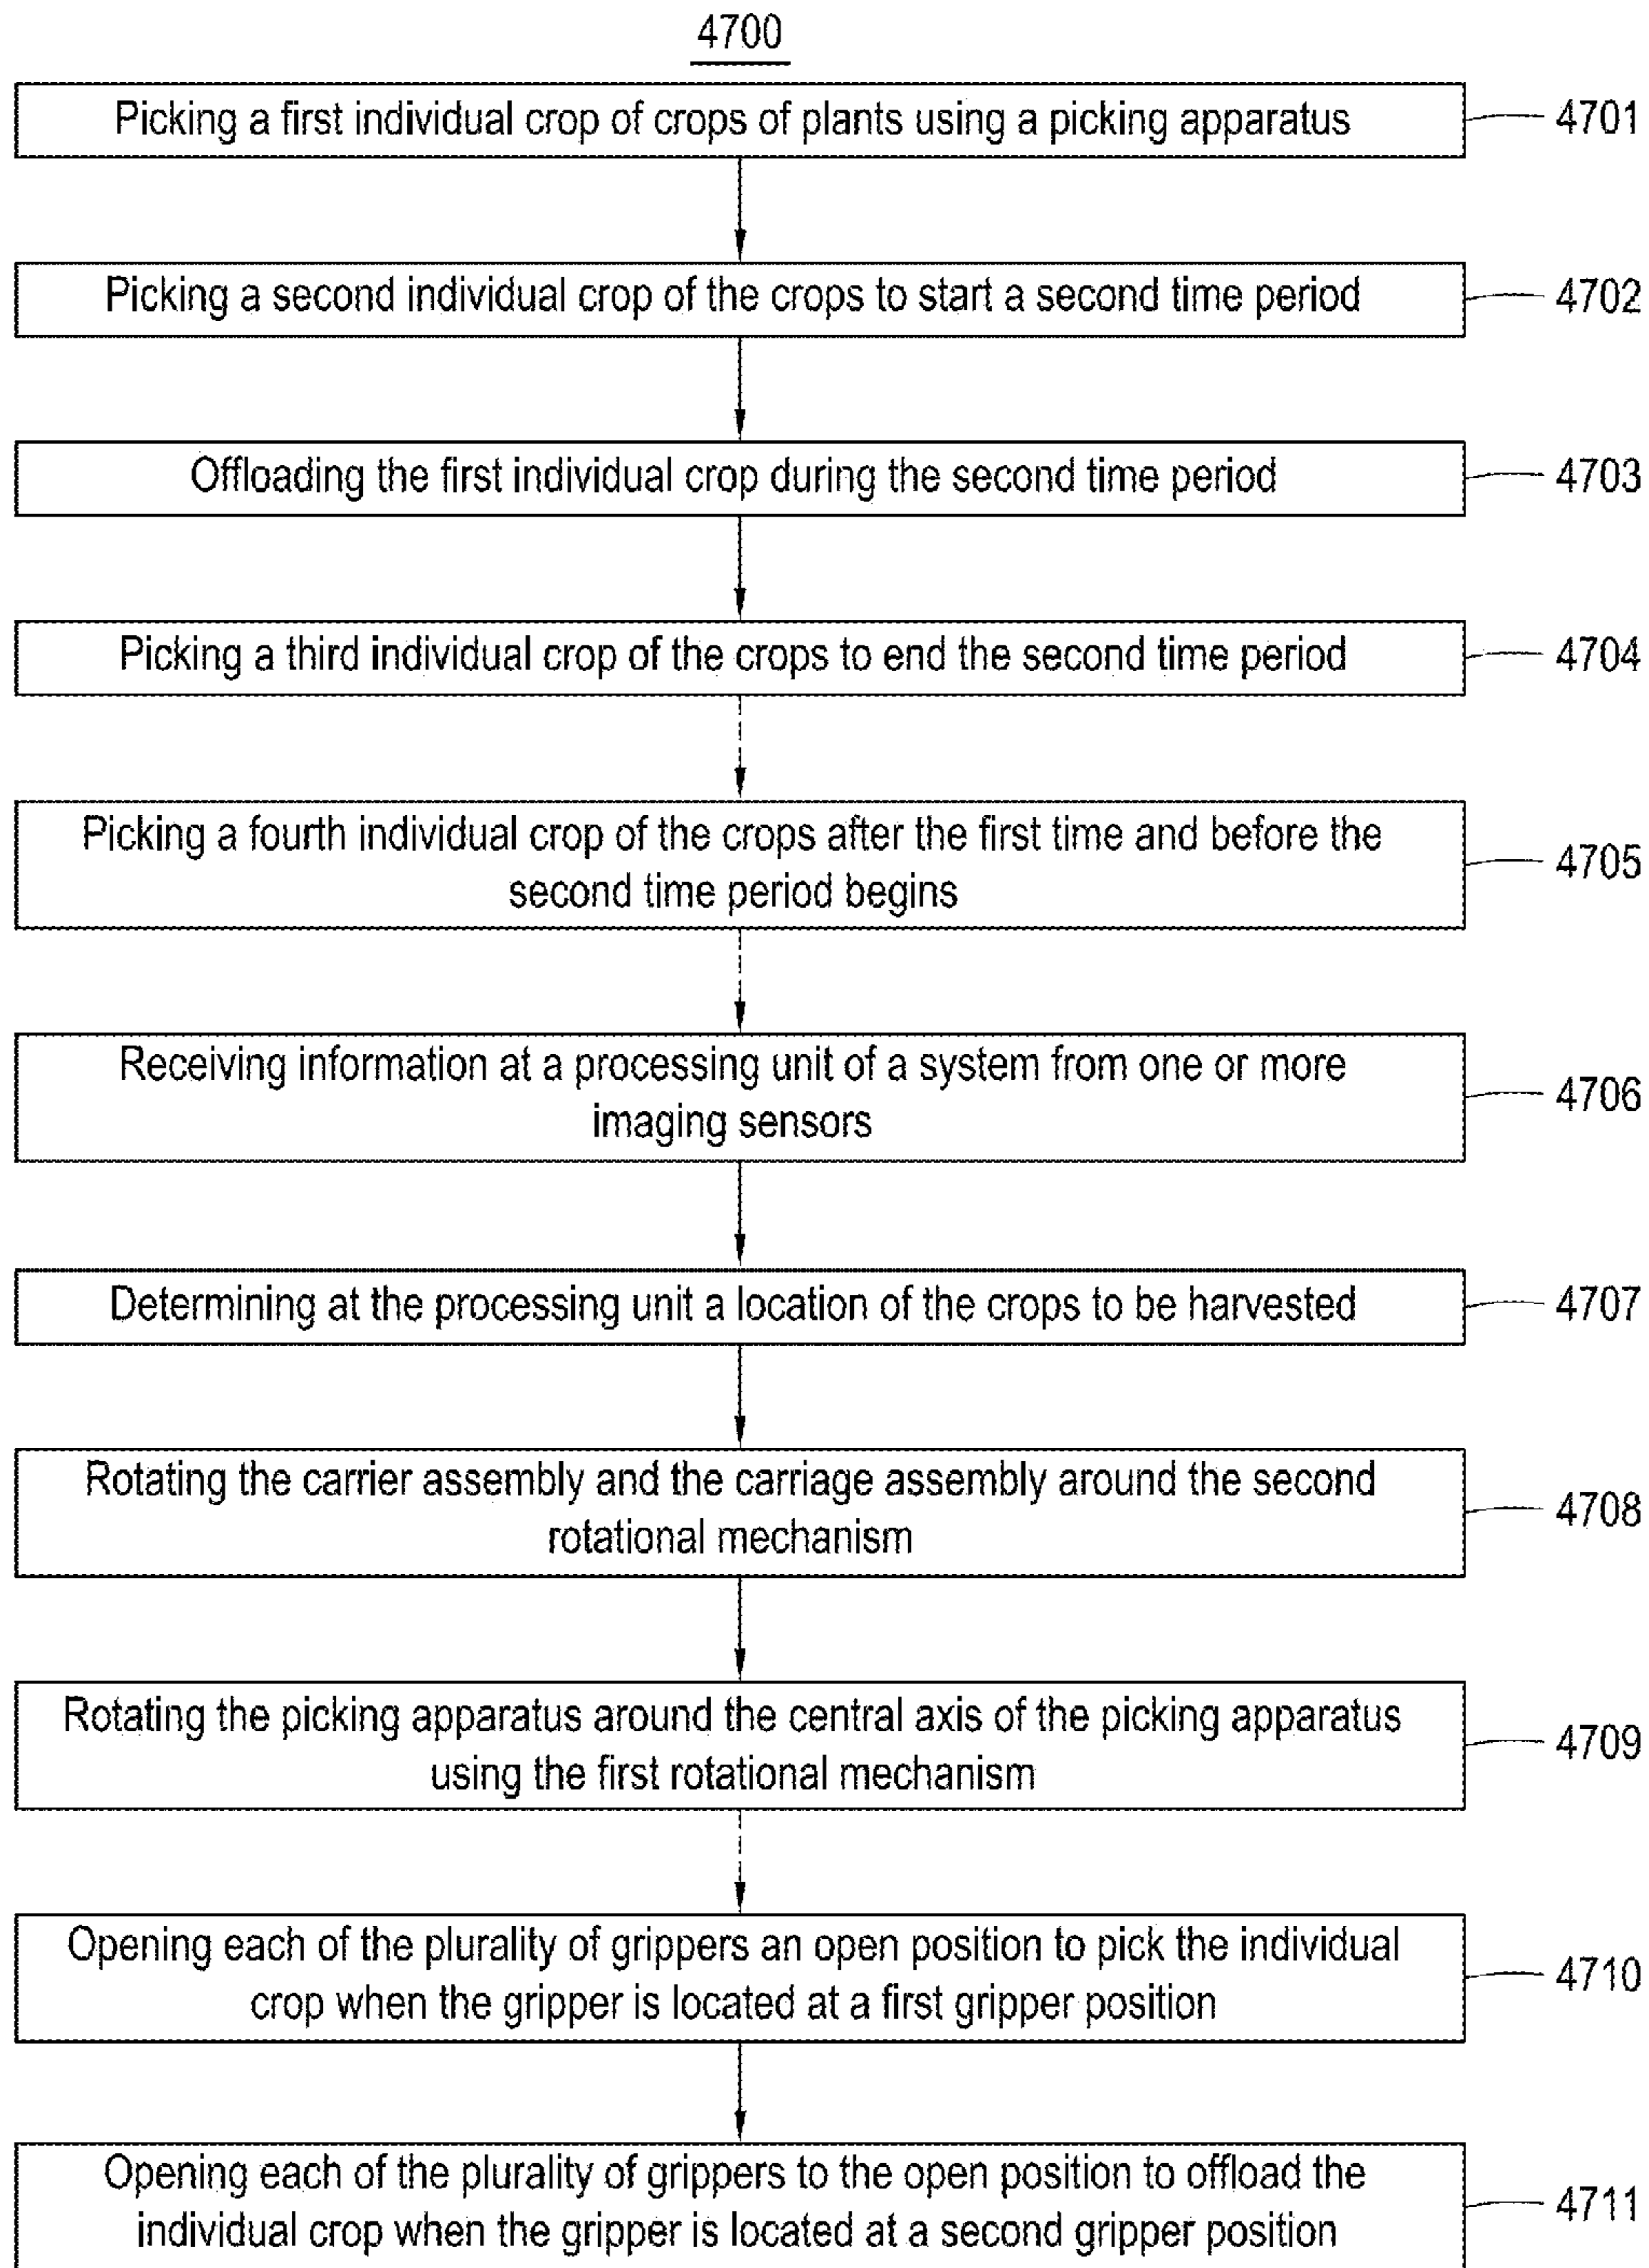 4700
Picking a first individual crop of crops of plants using a picking apparatus
4701
Picking a second individual crop of the crops to start a second time period
4702
Offloading the first individual crop during the second time period
4703
Picking a third individual crop of the crops to end the second time period
4704
Picking a fourth individual crop of the crops after the first time and before the
second time period begins
4705
Receiving information at a processing unit of a system from one or more
imaging sensors
4706
Determining at the processing unit a location of the crops to be harvested
4707
Rotating the carrier assembly and the carriage assembly around the second
rotational mechanism
4708
Rotating the picking apparatus around the central axis of the picking apparatus
using the first rotational mechanism
4709
Opening each of the plurality of grippers an open position to pick the individual
crop when the gripper is located at a first gripper position
4710
Opening each of the plurality of grippers to the open position to offload the
individual crop when the gripper is located at a second gripper position
4711